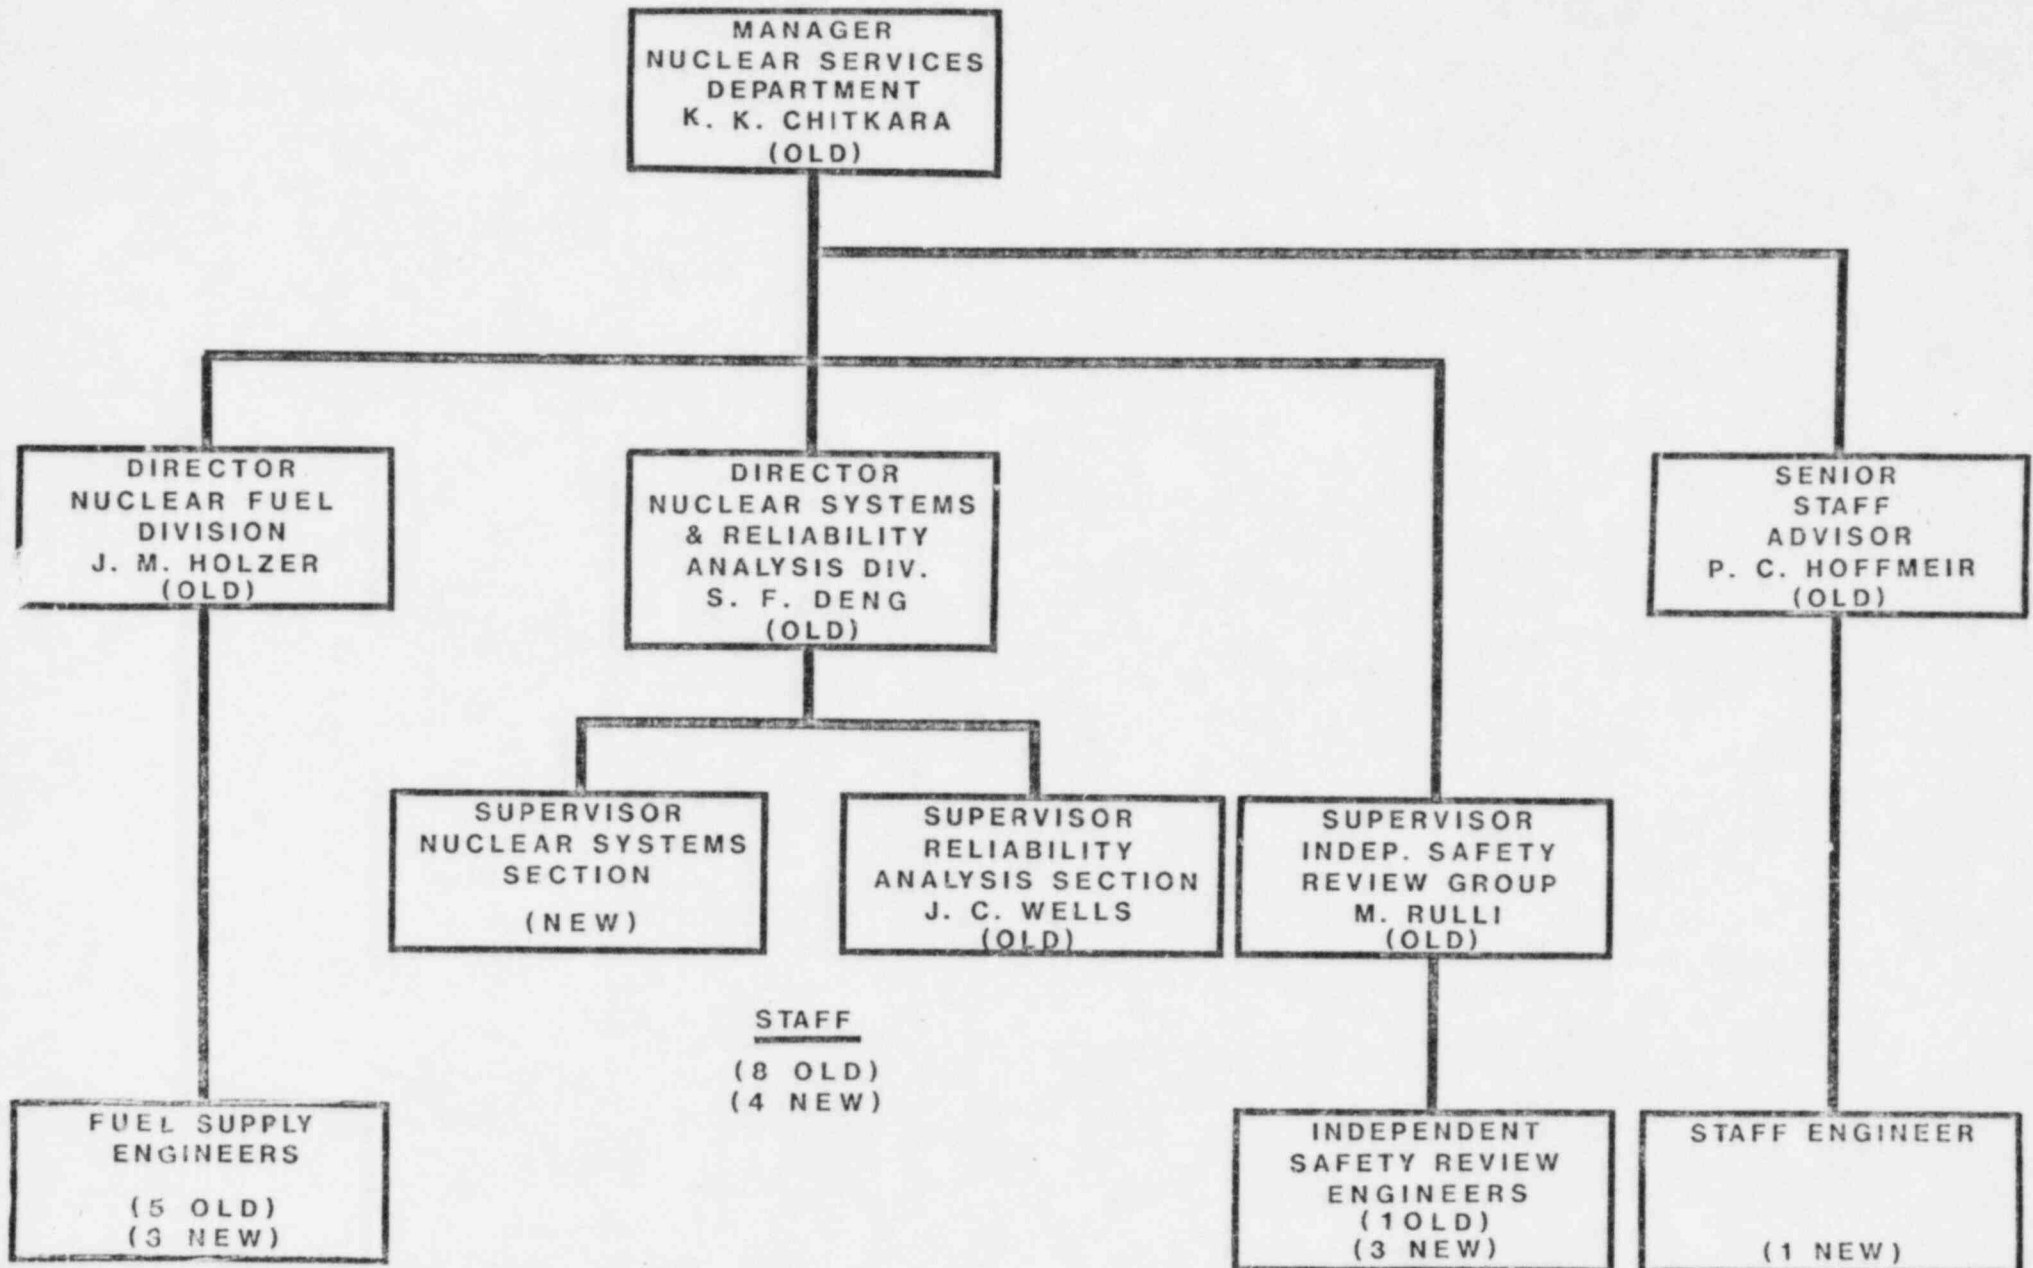 MANAGER
NUCLEAR SERVICES
DEPARTMENT
K. K. CHITKARA
(OLD)
DIRECTOR
NUCLEAR FUEL
DIVISION
J. M. HOLZER
(OLD)
DIRECTOR
NUCLEAR SYSTEMS
& RELIABILITY
ANALYSIS DIV.
S. F. DENG
(OLD)
SENIOR
STAFF
ADVISOR
P. C. HOFFMEIR
(OLD)
SUPERVISOR
NUCLEAR SYSTEMS
SECTION
(NEW)
SUPERVISOR
RELIABILITY
ANALYSIS SECTION
J. C. WELLS
(OLD)
SUPERVISOR
INDEP. SAFETY
REVIEW GROUP
M. RULLI
(OLD)
STAFF
(8 OLD)
(4 NEW)
FUEL SUPPLY
ENGINEERS
(5 OLD)
(3 NEW)
INDEPENDENT
SAFETY REVIEW
ENGINEERS
(1OLD)
(3 NEW)
STAFF ENGINEER
(1 NEW)